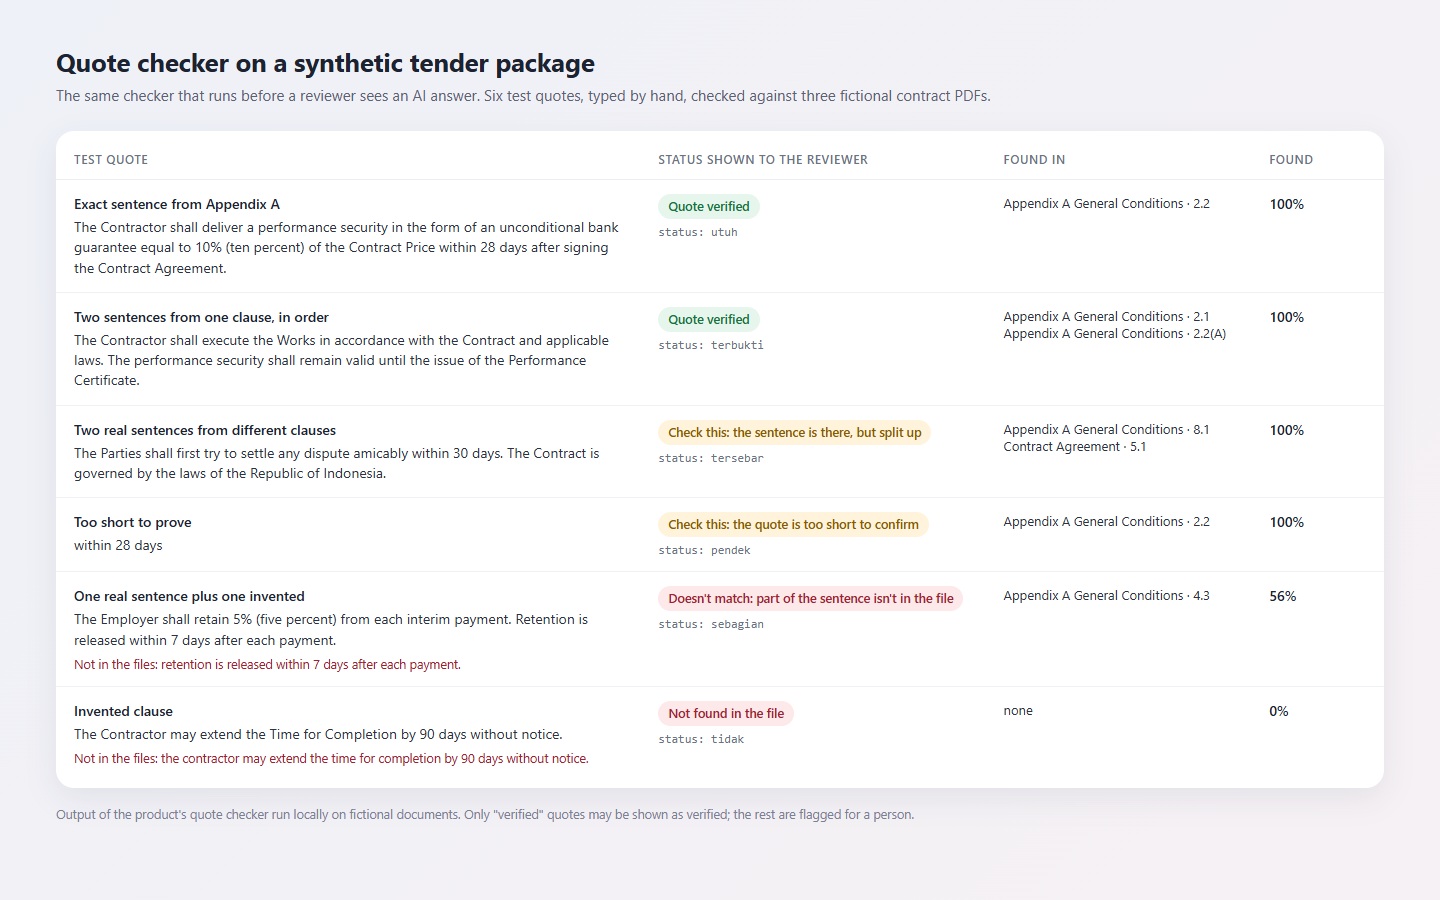 Quote checker on a synthetic tender package
The same checker that runs before a reviewer sees an AI answer. Six test quotes, typed by hand, checked against three fictional contract PDFs.
TEST QUOTE
STATUS SHOWN TO THE REVIEWER
FOUND IN
FOUND
Exact sentence from Appendix A
The Contractor shall deliver a performance security in the form of an unconditional bank
guarantee equal to 10% (ten percent) of the Contract Price within 28 days after signing
the Contract Agreement.
Quote verified
status: utuh
Appendix A General Conditions · 2.2
100%
Two sentences from one clause, in order
The Contractor shall execute the Works in accordance with the Contract and applicable
laws. The performance security shall remain valid until the issue of the Performance
Certificate.
Quote verified
status: terbukti
Appendix A General Conditions · 2.1
Appendix A General Conditions · 2.2(A)
100%
Two real sentences from different clauses
The Parties shall first try to settle any dispute amicably within 30 days. The Contract is
governed by the laws of the Republic of Indonesia.
Check this: the sentence is there, but split up
status: tersebar
Appendix A General Conditions · 8.1
Contract Agreement · 5.1
100%
Too short to prove
within 28 days
Check this: the quote is too short to confirm
status: pendek
Appendix A General Conditions · 2.2
100%
One real sentence plus one invented
The Employer shall retain 5% (five percent) from each interim payment. Retention is
released within 7 days after each payment.
Not in the files: retention is released within 7 days after each payment.
Doesn't match: part of the sentence isn't in the file
status: sebagian
Appendix A General Conditions · 4.3
56%
Invented clause
The Contractor may extend the Time for Completion by 90 days without notice.
Not in the files: the contractor may extend the time for completion by 90 days without notice.
Not found in the file
status: tidak
none
0%
Output of the product's quote checker run locally on fictional documents. Only "verified" quotes may be shown as verified; the rest are flagged for a person.